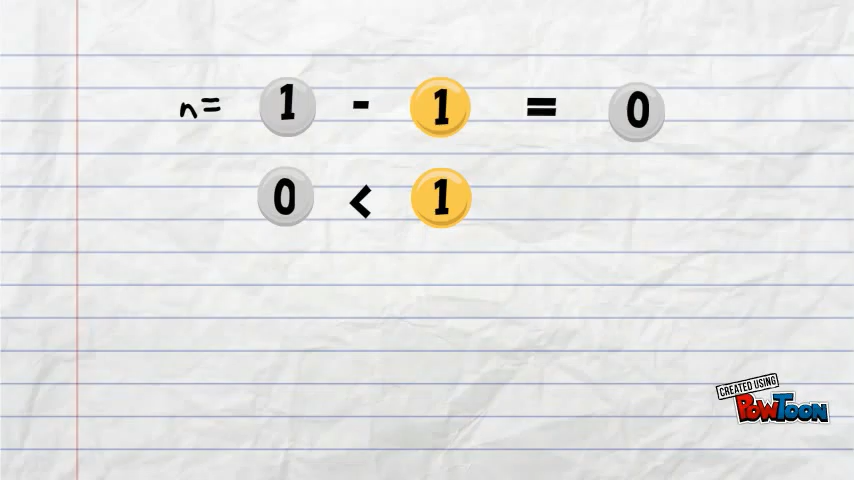 n= 1 - 1 = 0
0 < 1
CREATED USING
POWTOON